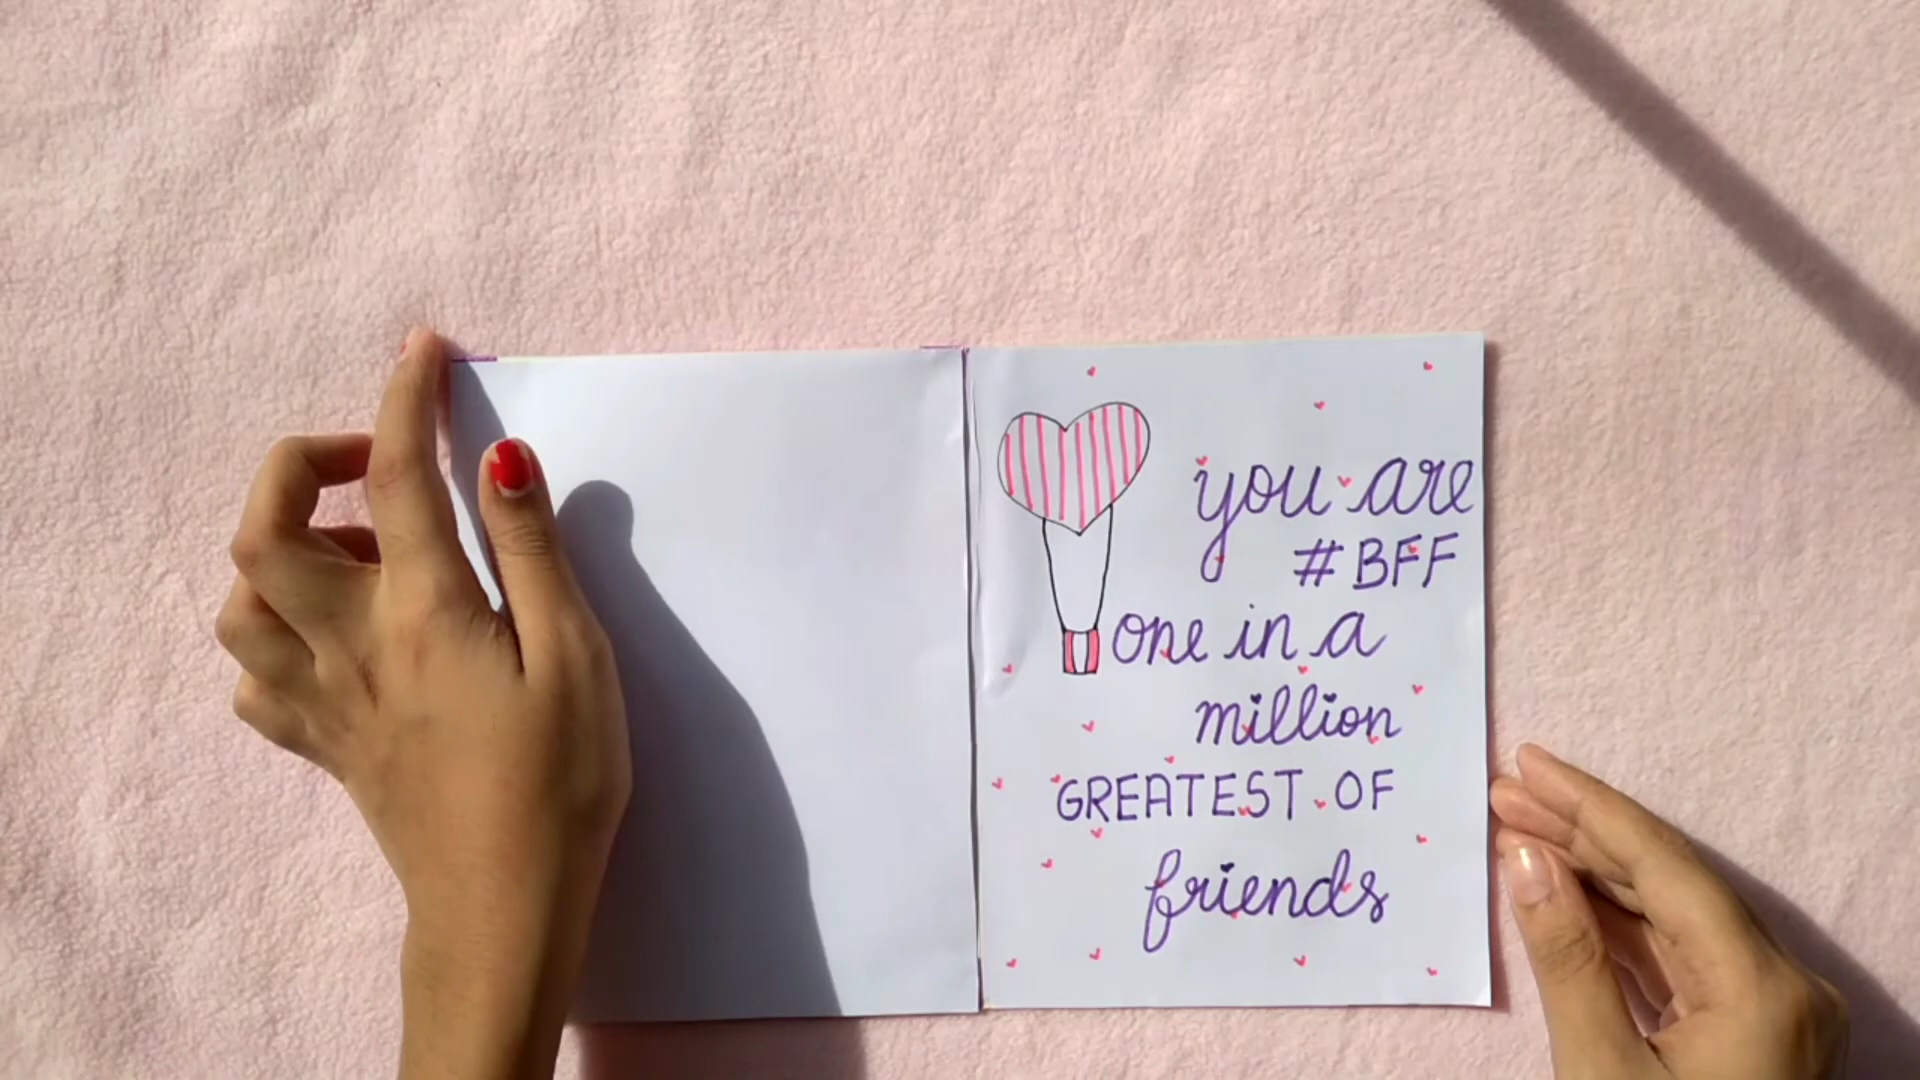 you are
#BFF
one in a
million
GREATEST OF
friends